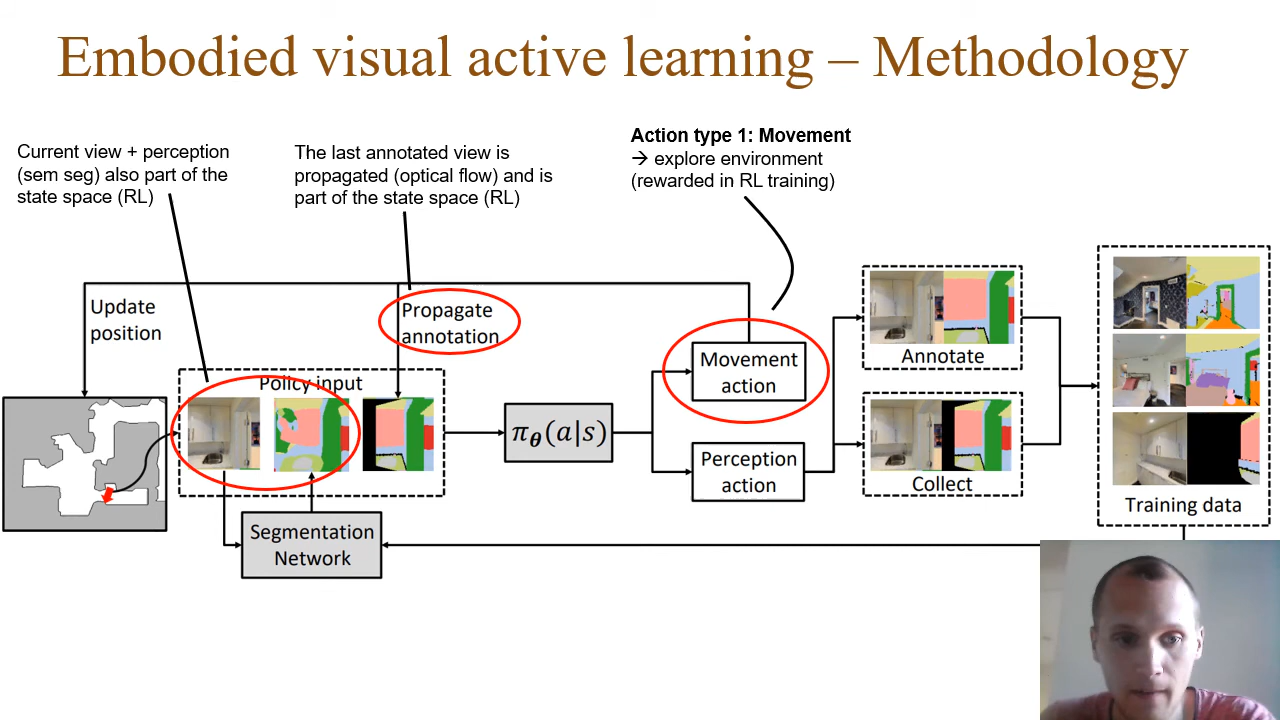 Embodied visual active learning – Methodology
Current view + perception
(sem seg) also part of the
state space (RL)
The last annotated view is
propagated (optical flow) and is
part of the state space (RL)
Action type 1: Movement
→ explore environment
(rewarded in RL training)
Update
position
Propagate
annotation
Policy input
π𝜽(a|s)
Movement
action
Perception
action
Annotate
Collect
Training data
Segmentation
Network